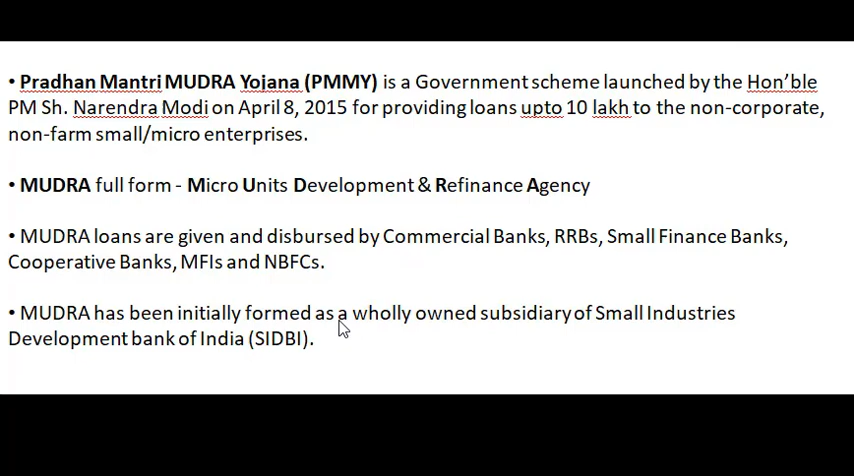 • Pradhan Mantri MUDRA Yojana (PMMY) is a Government scheme launched by the Hon'ble
PM Sh. Narendra Modi on April 8, 2015 for providing loans upto 10 lakh to the non-corporate,
non-farm small/micro enterprises.
• MUDRA full form - Micro Units Development & Refinance Agency
• MUDRA loans are given and disbursed by Commercial Banks, RRBs, Small Finance Banks,
Cooperative Banks, MFIs and NBFCs.
• MUDRA has been initially formed as a wholly owned subsidiary of Small Industries
Development bank of India (SIDBI).